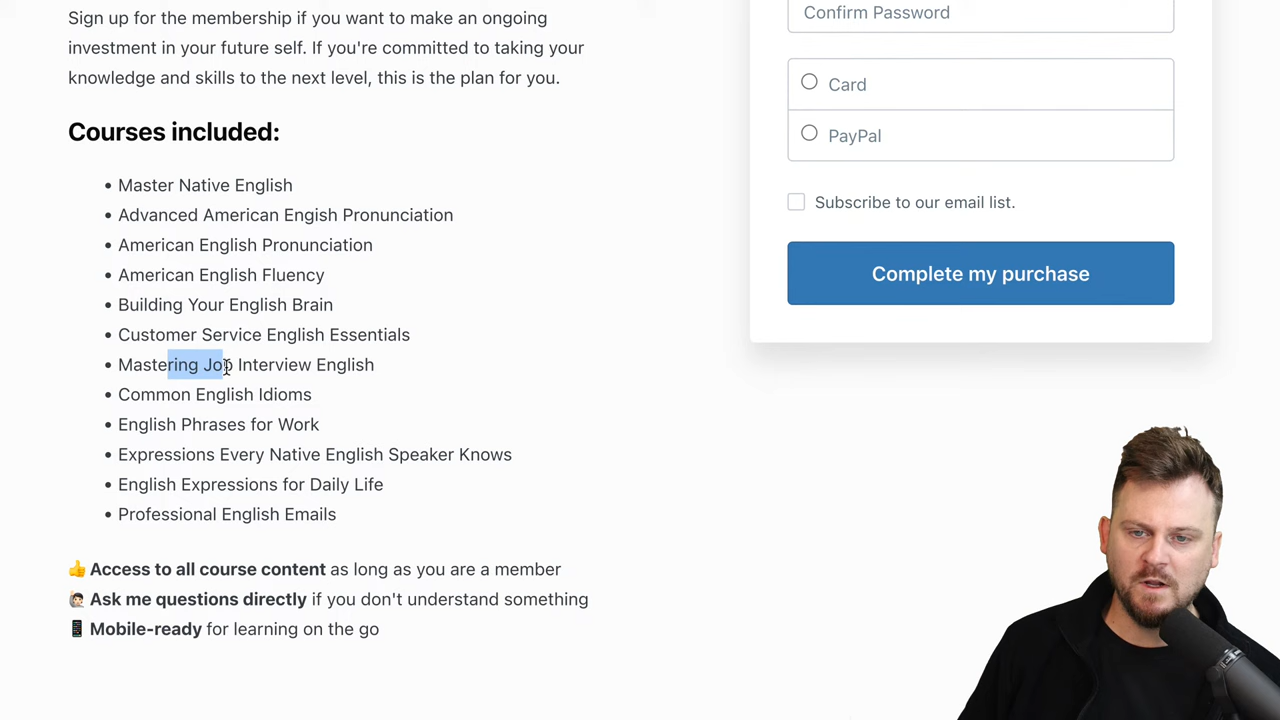 Sign up for the membership if you want to make an ongoing
investment in your future self. If you're committed to taking your
knowledge and skills to the next level, this is the plan for you.
Courses included:
• Master Native English
• Advanced American Engish Pronunciation
• American English Pronunciation
• American English Fluency
• Building Your English Brain
• Customer Service English Essentials
• Mastering Job Interview English
• Common English Idioms
• English Phrases for Work
• Expressions Every Native English Speaker Knows
• English Expressions for Daily Life
• Professional English Emails
👍 Access to all course content as long as you are a member
🙋🏻‍♂️ Ask me questions directly if you don't understand something
📱 Mobile-ready for learning on the go
Confirm Password
Card
PayPal
Subscribe to our email list.
Complete my purchase